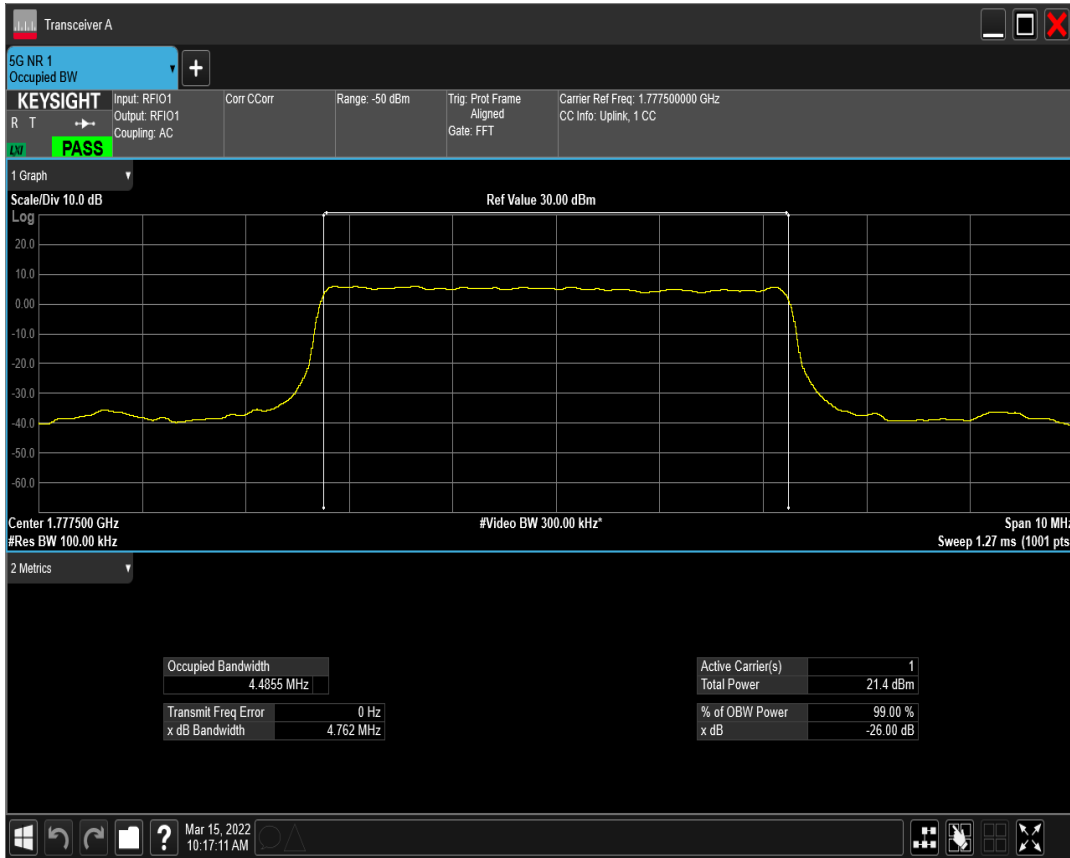 Transceiver A
5G NR 1
Occupied BW
KEYSIGHT
R T
LXI
PASS
Input: RFIO1
Output: RFIO1
Coupling: AC
Corr CCorr
Range: -50 dBm
Trig: Prot Frame
Aligned
Gate: FFT
Carrier Ref Freq: 1.777500000 GHz
CC Info: Uplink, 1 CC
1 Graph
Scale/Div 10.0 dB
Ref Value 30.00 dBm
Log
20.0
10.0
0.00
-10.0
-20.0
-30.0
-40.0
-50.0
-60.0
Center 1.777500 GHz
#Video BW 300.00 kHz*
Span 10 MHz
#Res BW 100.00 kHz
Sweep 1.27 ms (1001 pts
2 Metrics
Occupied Bandwidth
4.4855 MHz
Transmit Freq Error 0 Hz
x dB Bandwidth 4.762 MHz
Active Carrier(s) 1
Total Power 21.4 dBm
% of OBW Power 99.00 %
x dB -26.00 dB
?
Mar 15, 2022
10:17:11 AM